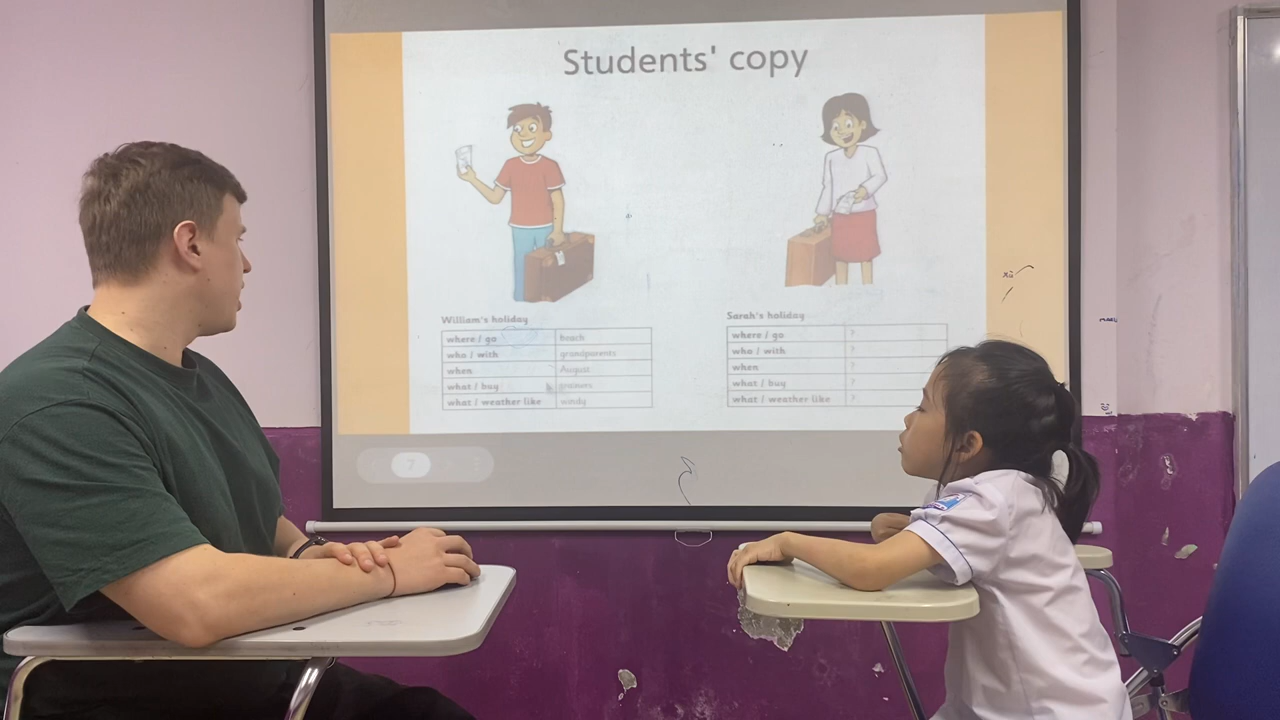 Students' copy
William's holiday
where / go beach
who / with grandparents
when August
what / buy trainers
what / weather like windy
Sarah's holiday
where / go ?
who / with ?
when ?
what / buy ?
what / weather like ?
7